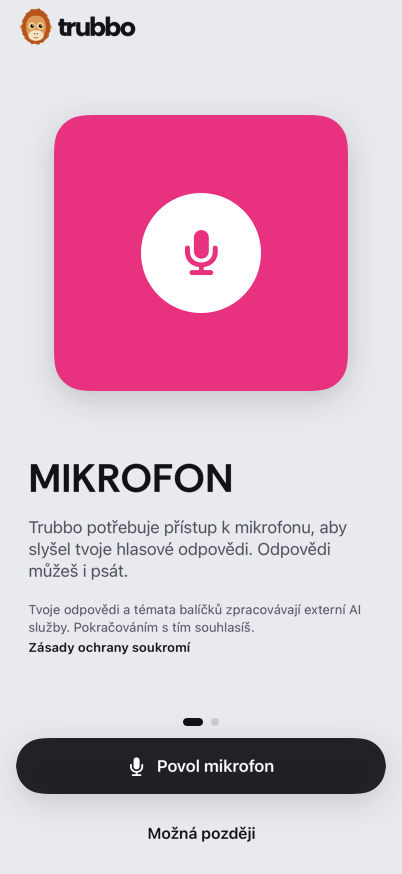 trubbo
MIKROFON
Trubbo potřebuje přístup k mikrofonu, aby
slyšel tvoje hlasové odpovědi. Odpovědi
můžeš i psát.
Tvoje odpovědi a témata balíčků zpracovávají externí AI
služby. Pokračováním s tím souhlasíš.
Zásady ochrany soukromí
Povol mikrofon
Možná později